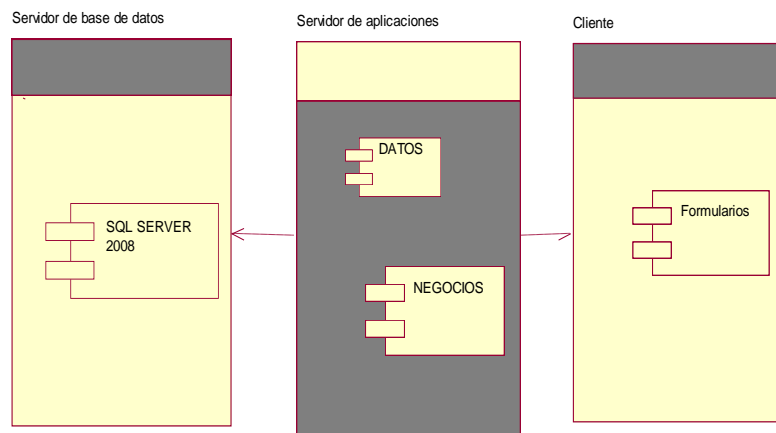 Servidor de base de datos
Servidor de aplicaciones
Cliente
DATOS
SQL SERVER
2008
NEGOCIOS
Formularios